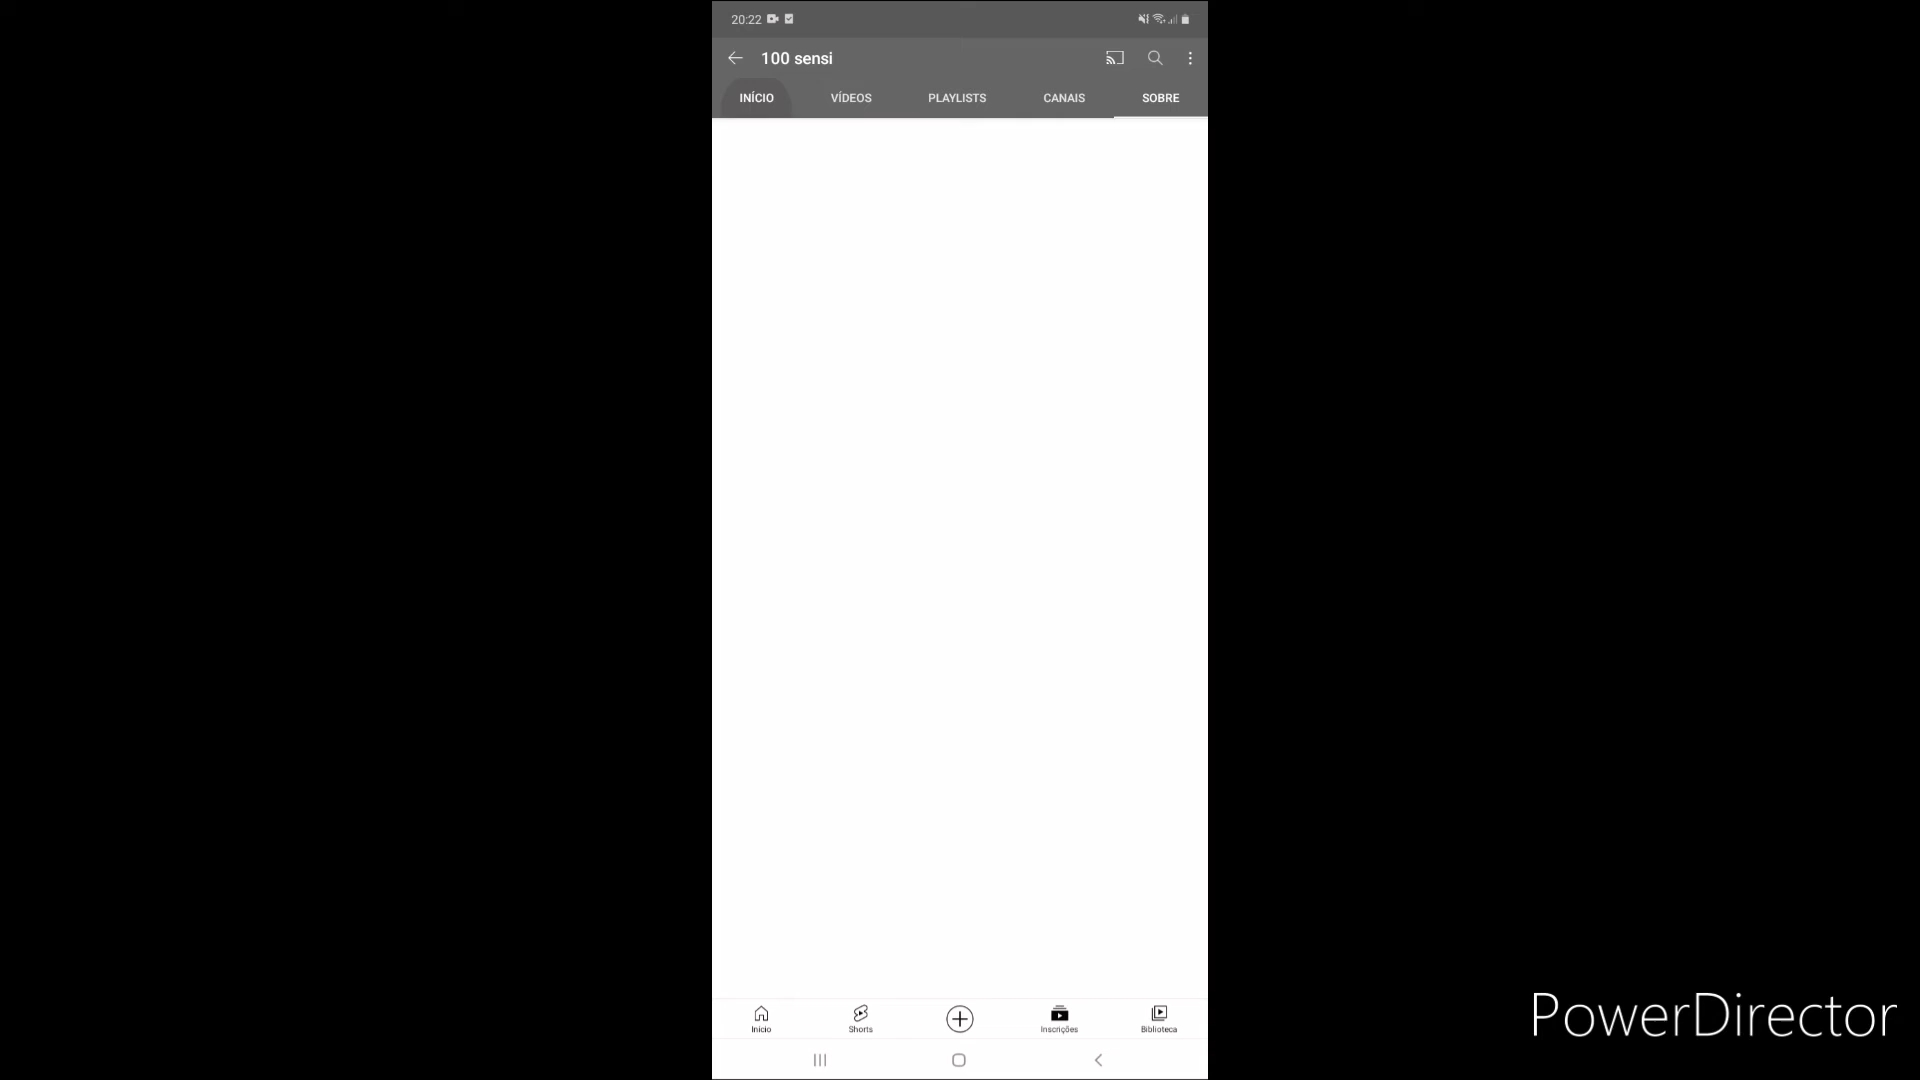 20:22
100 sensi
INÍCIO VÍDEOS PLAYLISTS CANAIS SOBRE
Início Shorts Inscrições Biblioteca
PowerDirector